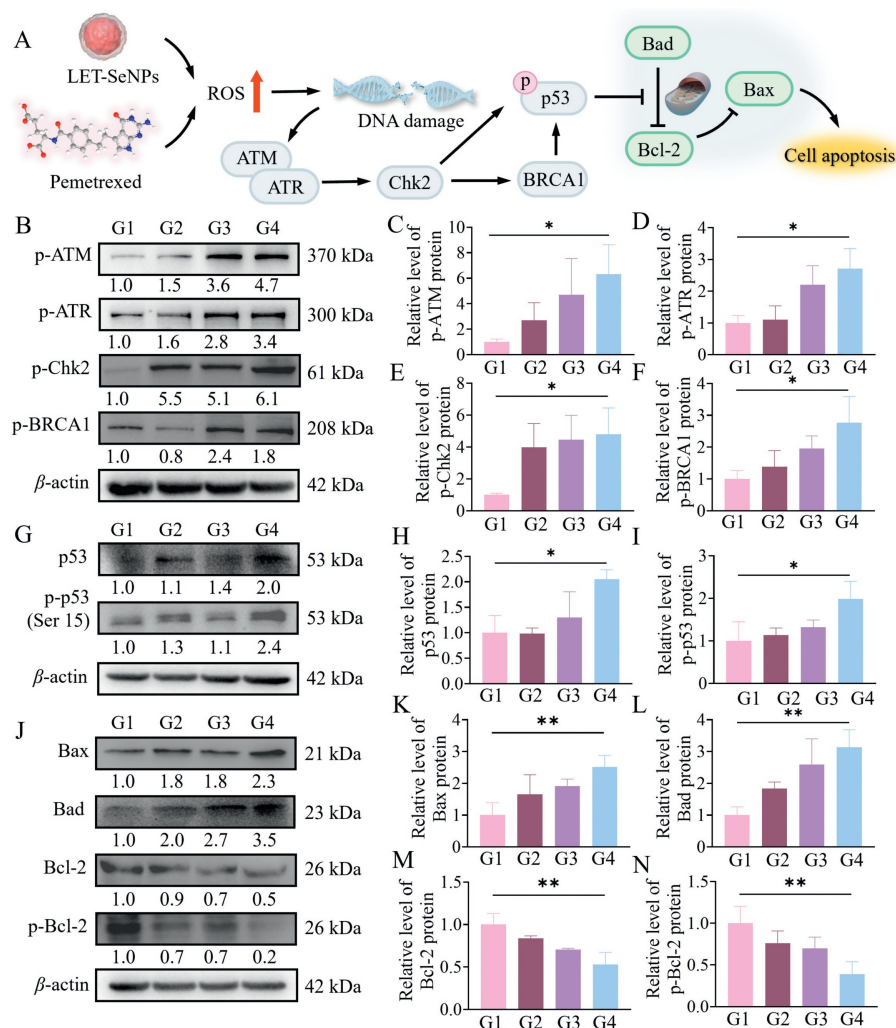 A
LET-SeNPs
Pemetrexed
ROS
DNA damage
ATM
ATR
Chk2
BRCA1
p
p53
Bad
Bcl-2
Bax
Cell apoptosis
B
G1 G2 G3 G4
p-ATM 370 kDa
1.0 1.5 3.6 4.7
p-ATR 300 kDa
1.0 1.6 2.8 3.4
p-Chk2 61 kDa
1.0 5.5 5.1 6.1
p-BRCA1 208 kDa
1.0 0.8 2.4 1.8
β-actin 42 kDa
C
Relative level of
p-ATM protein
10
8
6
4
2
0
*
G1 G2 G3 G4
D
Relative level of
p-ATR protein
4
3
2
1
0
*
G1 G2 G3 G4
E
Relative level of
p-Chk2 protein
8
6
4
2
0
*
G1 G2 G3 G4
F
Relative level of
p-BRCA1 protein
4
3
2
1
0
*
G1 G2 G3 G4
G
G1 G2 G3 G4
p53 53 kDa
1.0 1.1 1.4 2.0
p-p53
(Ser 15) 53 kDa
1.0 1.3 1.1 2.4
β-actin 42 kDa
H
Relative level of
p53 protein
2.5
2.0
1.5
1.0
0.5
0.0
*
G1 G2 G3 G4
I
Relative level of
p-p53 protein
3
2
1
0
*
G1 G2 G3 G4
J
G1 G2 G3 G4
Bax 21 kDa
1.0 1.8 1.8 2.3
Bad 23 kDa
1.0 2.0 2.7 3.5
Bcl-2 26 kDa
1.0 0.9 0.7 0.5
p-Bcl-2 26 kDa
1.0 0.7 0.7 0.2
β-actin 42 kDa
K
Relative level of
Bax protein
4
3
2
1
0
**
G1 G2 G3 G4
L
Relative level of
Bad protein
4
3
2
1
0
**
G1 G2 G3 G4
M
Relative level of
Bcl-2 protein
1.5
1.0
0.5
0.0
**
G1 G2 G3 G4
N
Relative level of
p-Bcl-2 protein
1.5
1.0
0.5
0.0
**
G1 G2 G3 G4